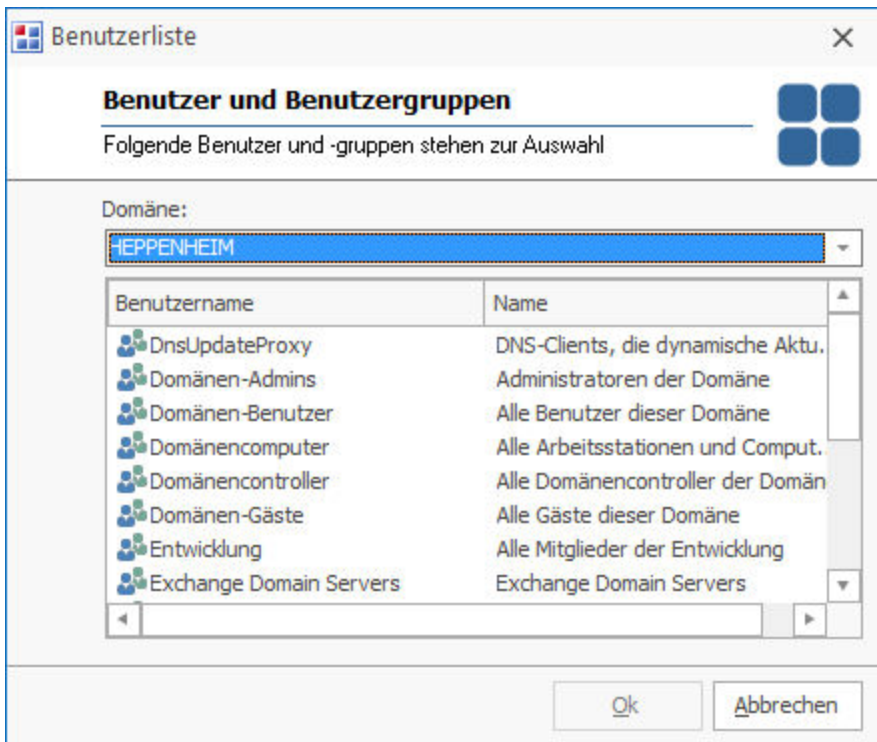 Benutzerliste
Benutzer und Benutzergruppen
Folgende Benutzer und -gruppen stehen zur Auswahl
Domäne:
HEPPENHEIM
Benutzername Name
DnsUpdateProxy DNS-Clients, die dynamische Aktu.
Domänen-Admins Administratoren der Domäne
Domänen-Benutzer Alle Benutzer dieser Domäne
Domänencomputer Alle Arbeitsstationen und Comput.
Domänencontroller Alle Domänencontroller der Domän
Domänen-Gäste Alle Gäste dieser Domäne
Entwicklung Alle Mitglieder der Entwicklung
Exchange Domain Servers Exchange Domain Servers
Ok Abbrechen